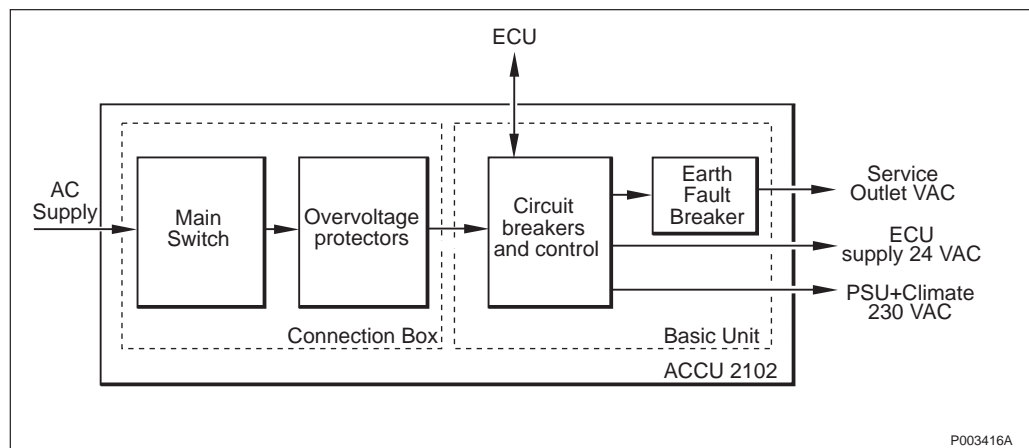 ECU
AC
Supply
Main
Switch
Overvoltage
protectors
Connection Box
Circuit
breakers
and control
Earth
Fault
Breaker
Basic Unit
ACCU 2102
Service
Outlet VAC
ECU
supply 24 VAC
PSU+Climate
230 VAC
P003416A